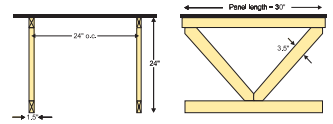 Panel length = 30"
24" o.c.
24"
3.5"
1.5"